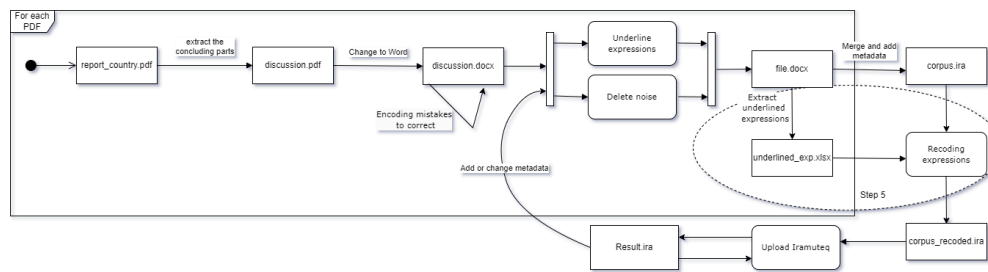 For each
PDF
extract the
concluding parts
Change to Word
Underline
expressions
Merge and add
metadata
report_country.pdf
discussion.pdf
discussion.docx
file.docx
corpus.ira
Delete noise
Encoding mistakes
to correct
Extract
underlined
expressions
Recoding
expressions
underlined_exp.xlsx
Add or change metadata
Step 5
Result.ira
Upload Iramuteq
corpus_recoded.ira